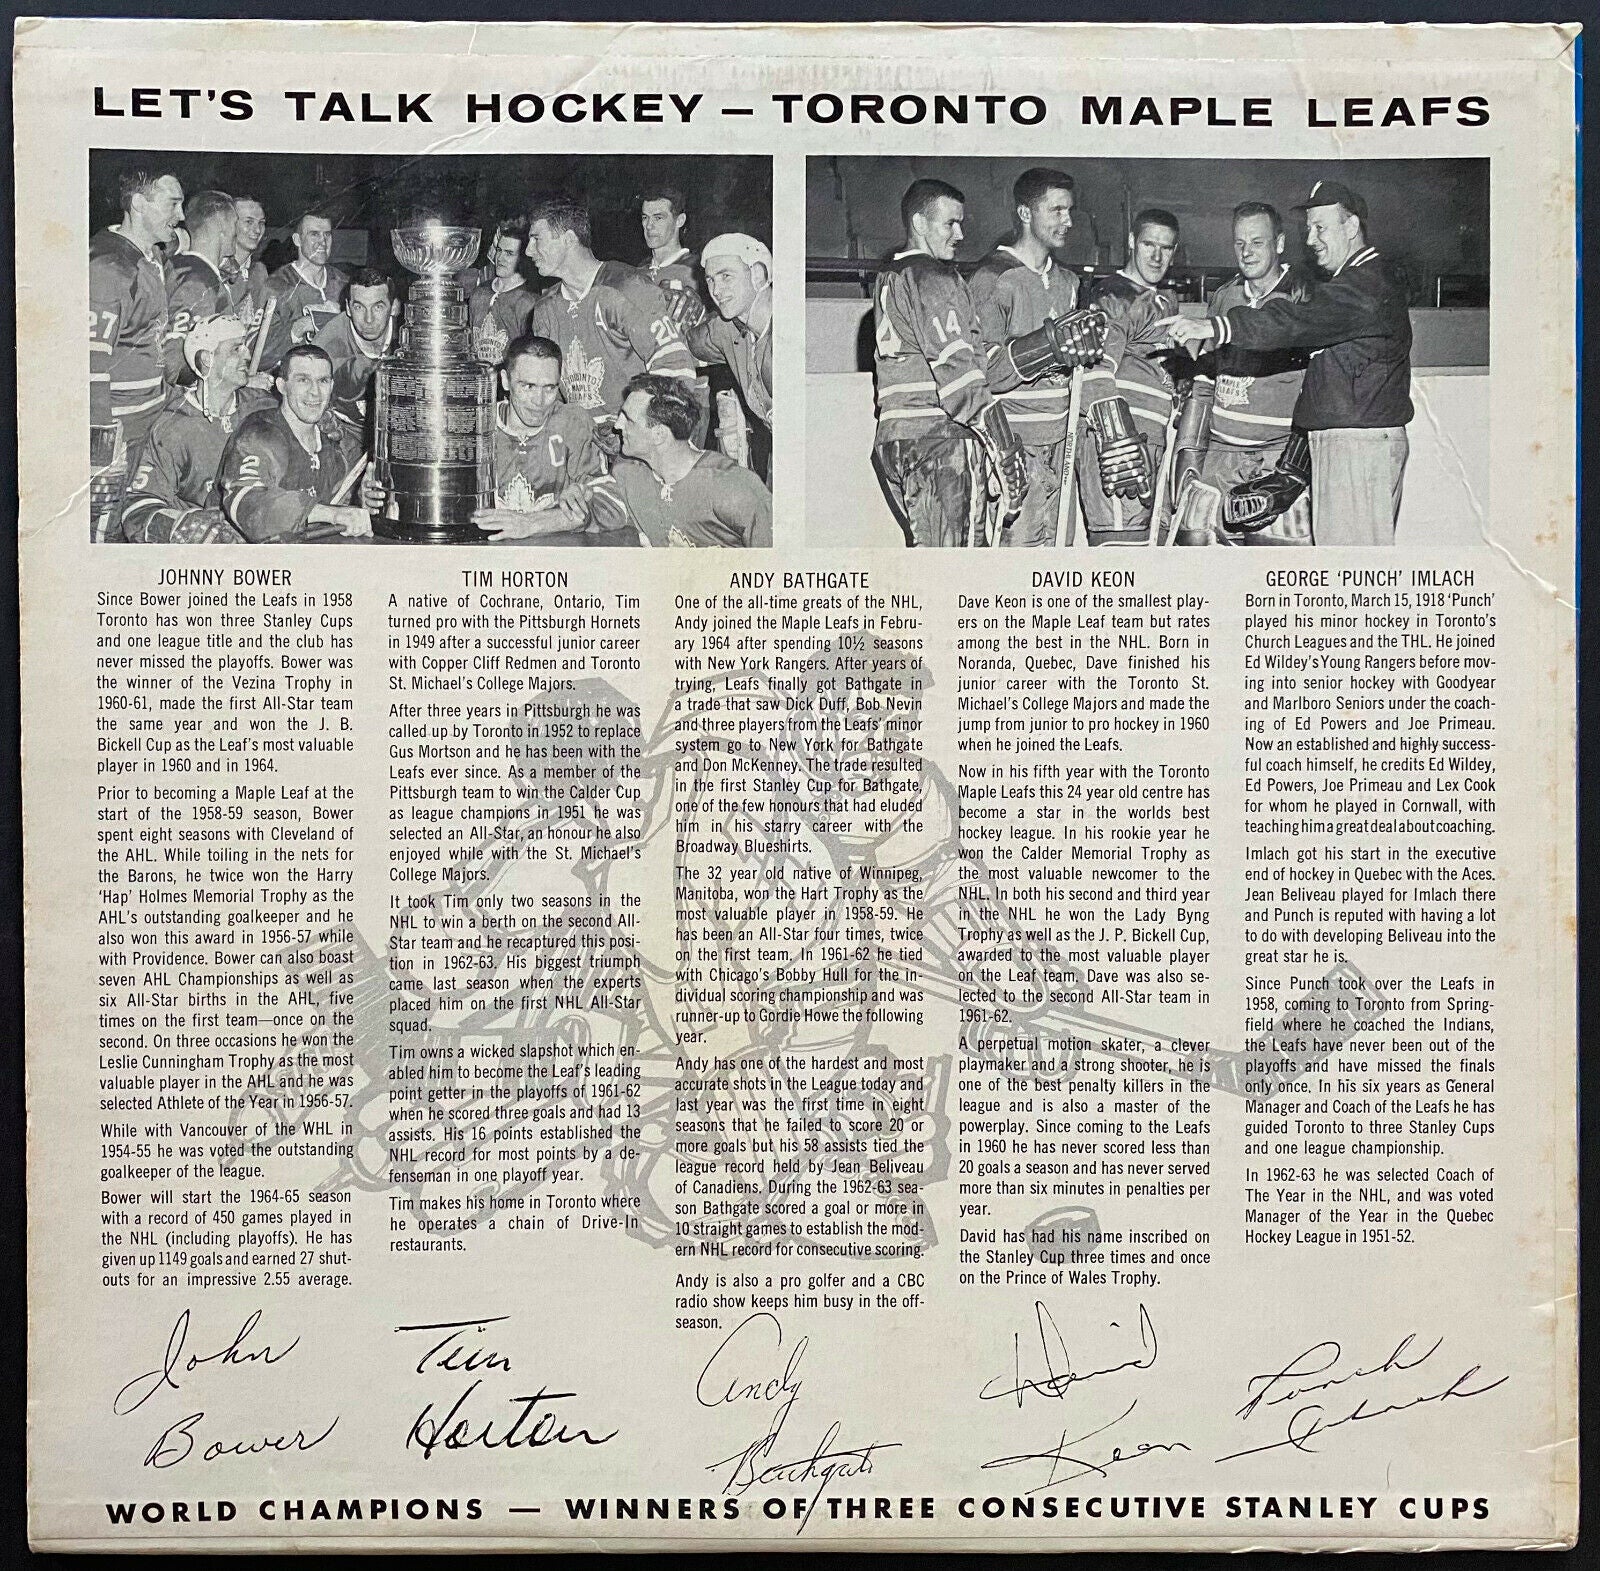 LET'S TALK HOCKEY – TORONTO MAPLE LEAFS
27
5
2
C
A
20
TORONTO
MAPLE
LEAFS
14
NORTHLAND
JOHNNY BOWER
Since Bower joined the Leafs in 1958
Toronto has won three Stanley Cups
and one league title and the club has
never missed the playoffs. Bower was
the winner of the Vezina Trophy in
1960-61, made the first All-Star team
the same year and won the J. B.
Bickell Cup as the Leaf's most valuable
player in 1960 and in 1964.
Prior to becoming a Maple Leaf at the
start of the 1958-59 season, Bower
spent eight seasons with Cleveland of
the AHL. While toiling in the nets for
the Barons, he twice won the Harry
'Hap' Holmes Memorial Trophy as the
AHL's outstanding goalkeeper and he
also won this award in 1956-57 while
with Providence. Bower can also boast
seven AHL Championships as well as
six All-Star births in the AHL, five
times on the first team—once on the
second. On three occasions he won the
Leslie Cunningham Trophy as the most
valuable player in the AHL and he was
selected Athlete of the Year in 1956-57.
While with Vancouver of the WHL in
1954-55 he was voted the outstanding
goalkeeper of the league.
Bower will start the 1964-65 season
with a record of 450 games played in
the NHL (including playoffs). He has
given up 1149 goals and earned 27 shut-
outs for an impressive 2.55 average.
TIM HORTON
A native of Cochrane, Ontario, Tim
turned pro with the Pittsburgh Hornets
in 1949 after a successful junior career
with Copper Cliff Redmen and Toronto
St. Michael's College Majors.
After three years in Pittsburgh he was
called up by Toronto in 1952 to replace
Gus Mortson and he has been with the
Leafs ever since. As a member of the
Pittsburgh team to win the Calder Cup
as league champions in 1951 he was
selected an All-Star, an honour he also
enjoyed while with the St. Michael's
College Majors.
It took Tim only two seasons in the
NHL to win a berth on the second All-
Star team and he recaptured this posi-
tion in 1962-63. His biggest triumph
came last season when the experts
placed him on the first NHL All-Star
squad.
Tim owns a wicked slapshot which en-
abled him to become the Leaf's leading
point getter in the playoffs of 1961-62
when he scored three goals and had 13
assists. His 16 points established the
NHL record for most points by a de-
fenseman in one playoff year.
Tim makes his home in Toronto where
he operates a chain of Drive-In
restaurants.
ANDY BATHGATE
One of the all-time greats of the NHL,
Andy joined the Maple Leafs in Febru-
ary 1964 after spending 10½ seasons
with New York Rangers. After years of
trying, Leafs finally got Bathgate in
a trade that saw Dick Duff, Bob Nevin
and three players from the Leafs' minor
system go to New York for Bathgate
and Don McKenney. The trade resulted
in the first Stanley Cup for Bathgate,
one of the few honours that had eluded
him in his starry career with the
Broadway Blueshirts.
The 32 year old native of Winnipeg,
Manitoba, won the Hart Trophy as the
most valuable player in 1958-59. He
has been an All-Star four times, twice
on the first team. In 1961-62 he tied
with Chicago's Bobby Hull for the in-
dividual scoring championship and was
runner-up to Gordie Howe the following
year.
Andy has one of the hardest and most
accurate shots in the League today and
last year was the first time in eight
seasons that he failed to score 20 or
more goals but his 58 assists tied the
league record held by Jean Beliveau
of Canadiens. During the 1962-63 sea-
son Bathgate scored a goal or more in
10 straight games to establish the mod-
ern NHL record for consecutive scoring.
Andy is also a pro golfer and a CBC
radio show keeps him busy in the off-
season.
DAVID KEON
Dave Keon is one of the smallest play-
ers on the Maple Leaf team but rates
among the best in the NHL. Born in
Noranda, Quebec, Dave finished his
junior career with the Toronto St.
Michael's College Majors and made the
jump from junior to pro hockey in 1960
when he joined the Leafs.
Now in his fifth year with the Toronto
Maple Leafs this 24 year old centre has
become a star in the worlds best
hockey league. In his rookie year he
won the Calder Memorial Trophy as
the most valuable newcomer to the
NHL. In both his second and third year
in the NHL he won the Lady Byng
Trophy as well as the J. P. Bickell Cup,
awarded to the most valuable player
on the Leaf team. Dave was also se-
lected to the second All-Star team in
1961-62.
A perpetual motion skater, a clever
playmaker and a strong shooter, he is
one of the best penalty killers in the
league and is also a master of the
powerplay. Since coming to the Leafs
in 1960 he has never scored less than
20 goals a season and has never served
more than six minutes in penalties per
year.
David has had his name inscribed on
the Stanley Cup three times and once
on the Prince of Wales Trophy.
GEORGE 'PUNCH' IMLACH
Born in Toronto, March 15, 1918 'Punch'
played his minor hockey in Toronto's
Church Leagues and the THL. He joined
Ed Wildey's Young Rangers before mov-
ing into senior hockey with Goodyear
and Marlboro Seniors under the coach-
ing of Ed Powers and Joe Primeau.
Now an established and highly success-
ful coach himself, he credits Ed Wildey,
Ed Powers, Joe Primeau and Lex Cook
for whom he played in Cornwall, with
teaching him a great deal about coaching.
Imlach got his start in the executive
end of hockey in Quebec with the Aces.
Jean Beliveau played for Imlach there
and Punch is reputed with having a lot
to do with developing Beliveau into the
great star he is.
Since Punch took over the Leafs in
1958, coming to Toronto from Spring-
field where he coached the Indians,
the Leafs have never been out of the
playoffs and have missed the finals
only once. In his six years as General
Manager and Coach of the Leafs he has
guided Toronto to three Stanley Cups
and one league championship.
In 1962-63 he was selected Coach of
The Year in the NHL, and was voted
Manager of the Year in the Quebec
Hockey League in 1951-52.
John
Bower
Tim
Horton
Andy
Bathgate
David
Keon
Punch
Imlach
WORLD CHAMPIONS — WINNERS OF THREE CONSECUTIVE STANLEY CUPS